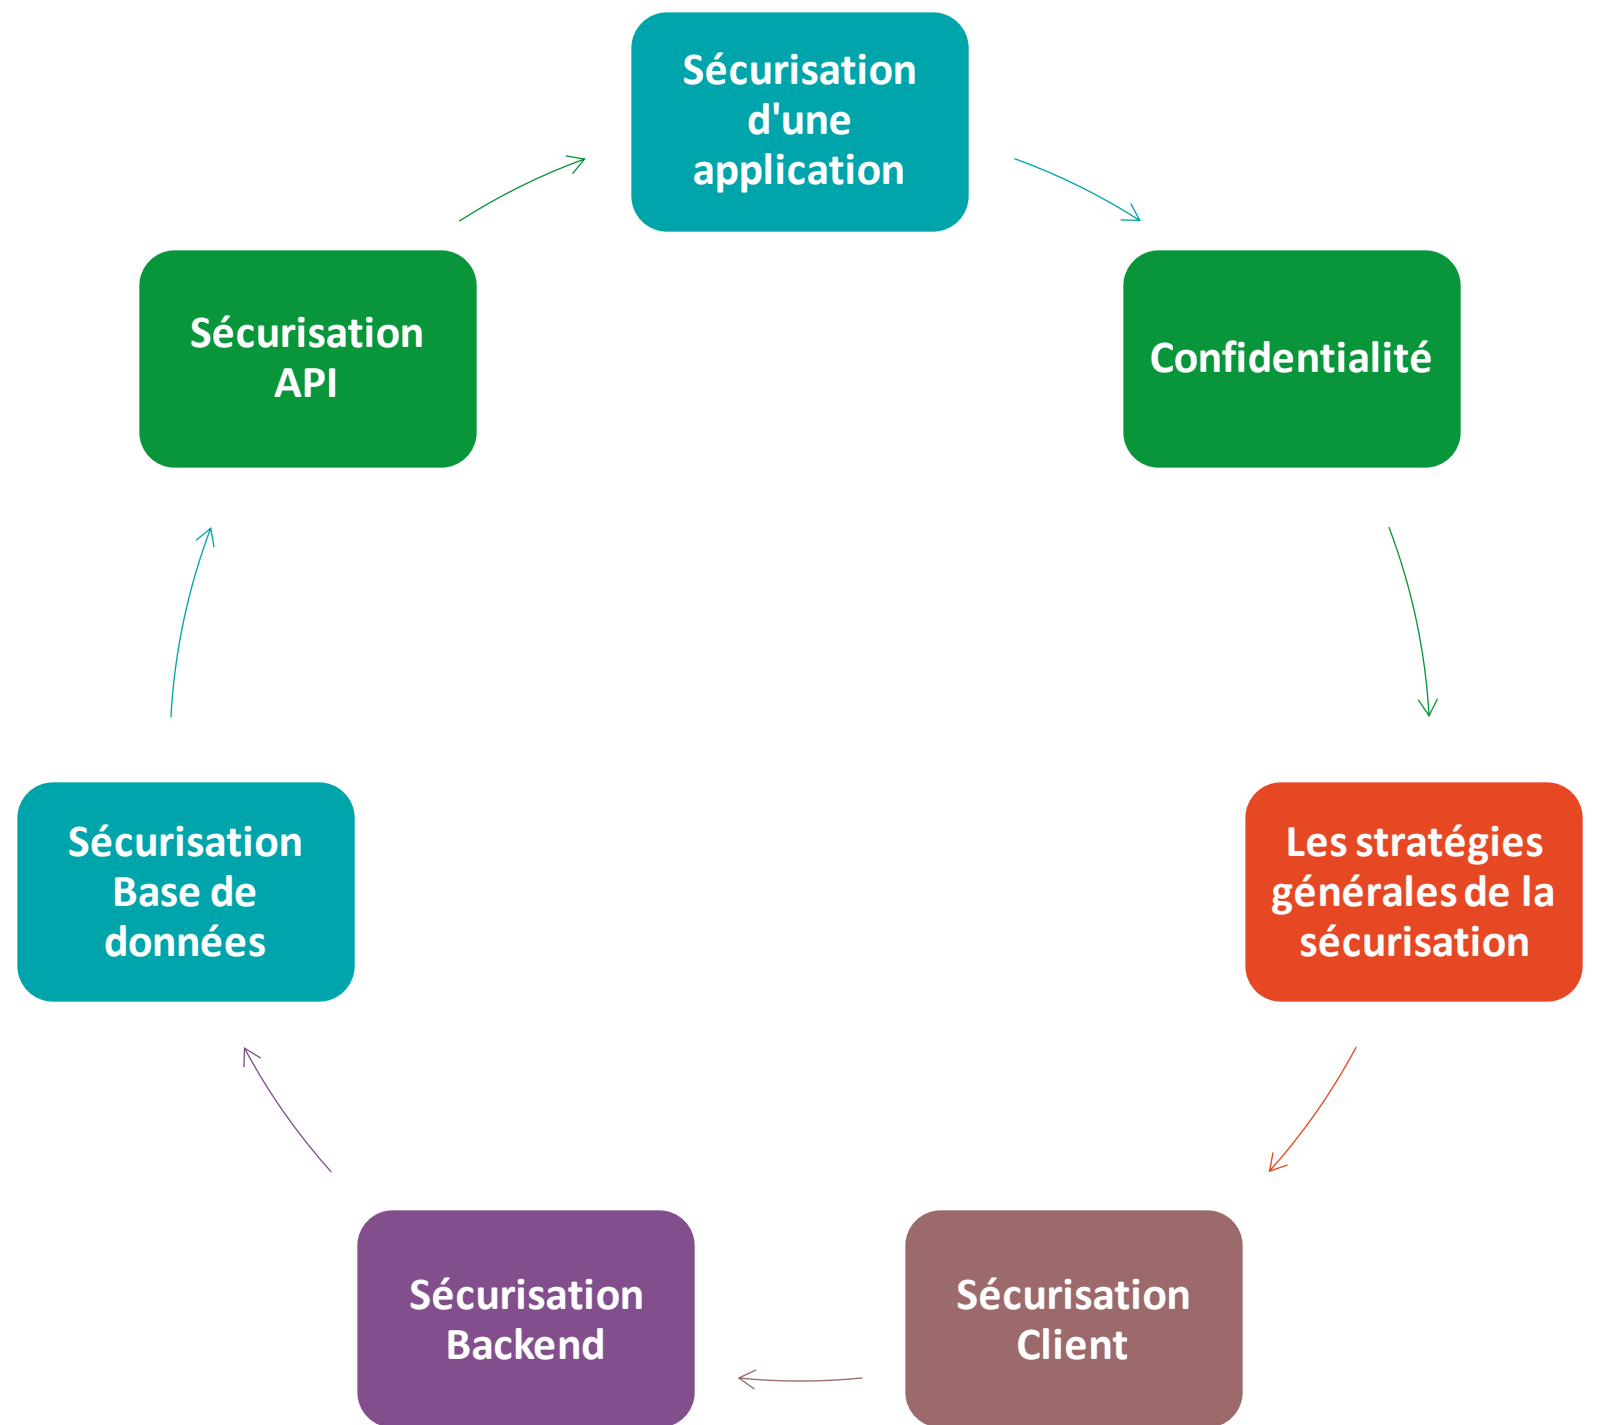 Sécurisation
d'une
application
Confidentialité
Les stratégies
générales de la
sécurisation
Sécurisation
Client
Sécurisation
Backend
Sécurisation
Base de
données
Sécurisation
API